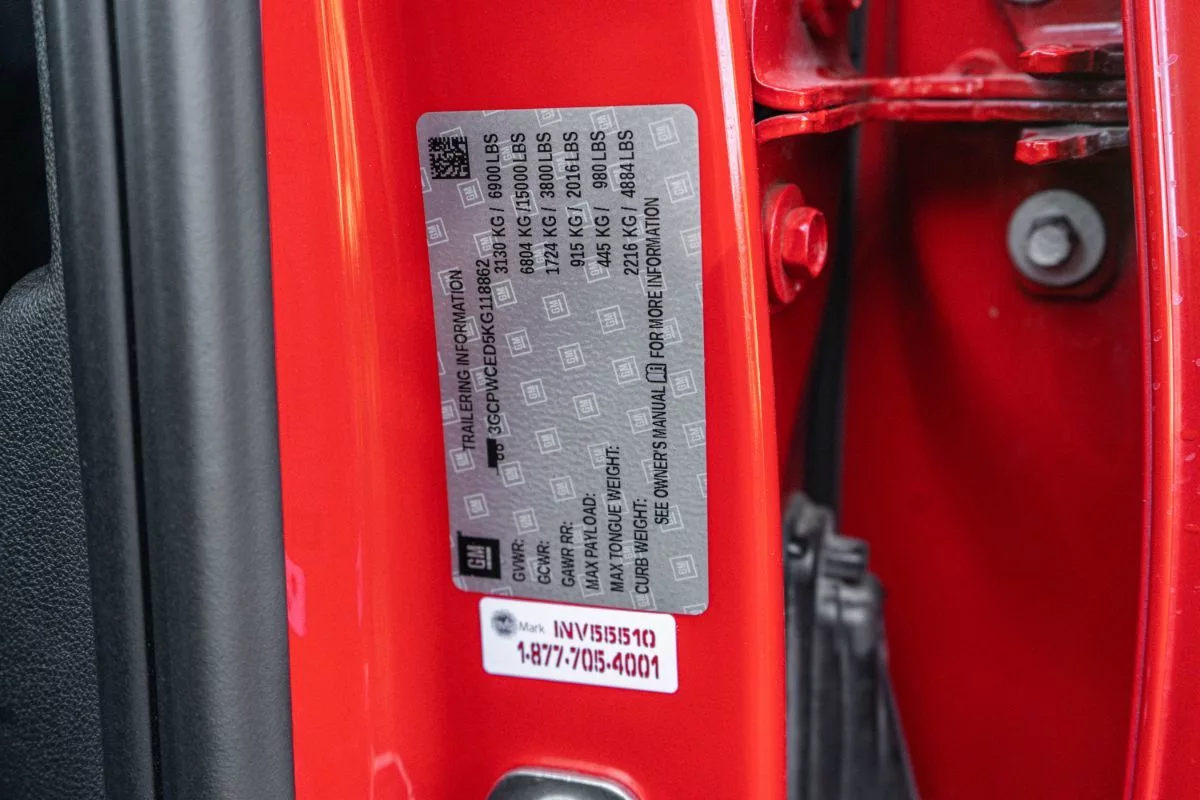 TRAILERING INFORMATION
3GCPWCED5KG118862
GM
GVWR: 3130 KG / 6900 LBS
GCWR: 6804 KG /15000 LBS
GAWR RR: 1724 KG / 3800 LBS
MAX PAYLOAD: 915 KG / 2016 LBS
MAX TONGUE WEIGHT: 445 KG / 980 LBS
CURB WEIGHT: 2216 KG / 4884 LBS
SEE OWNER'S MANUAL FOR MORE INFORMATION
Mark INV55510
1-877-705-4001